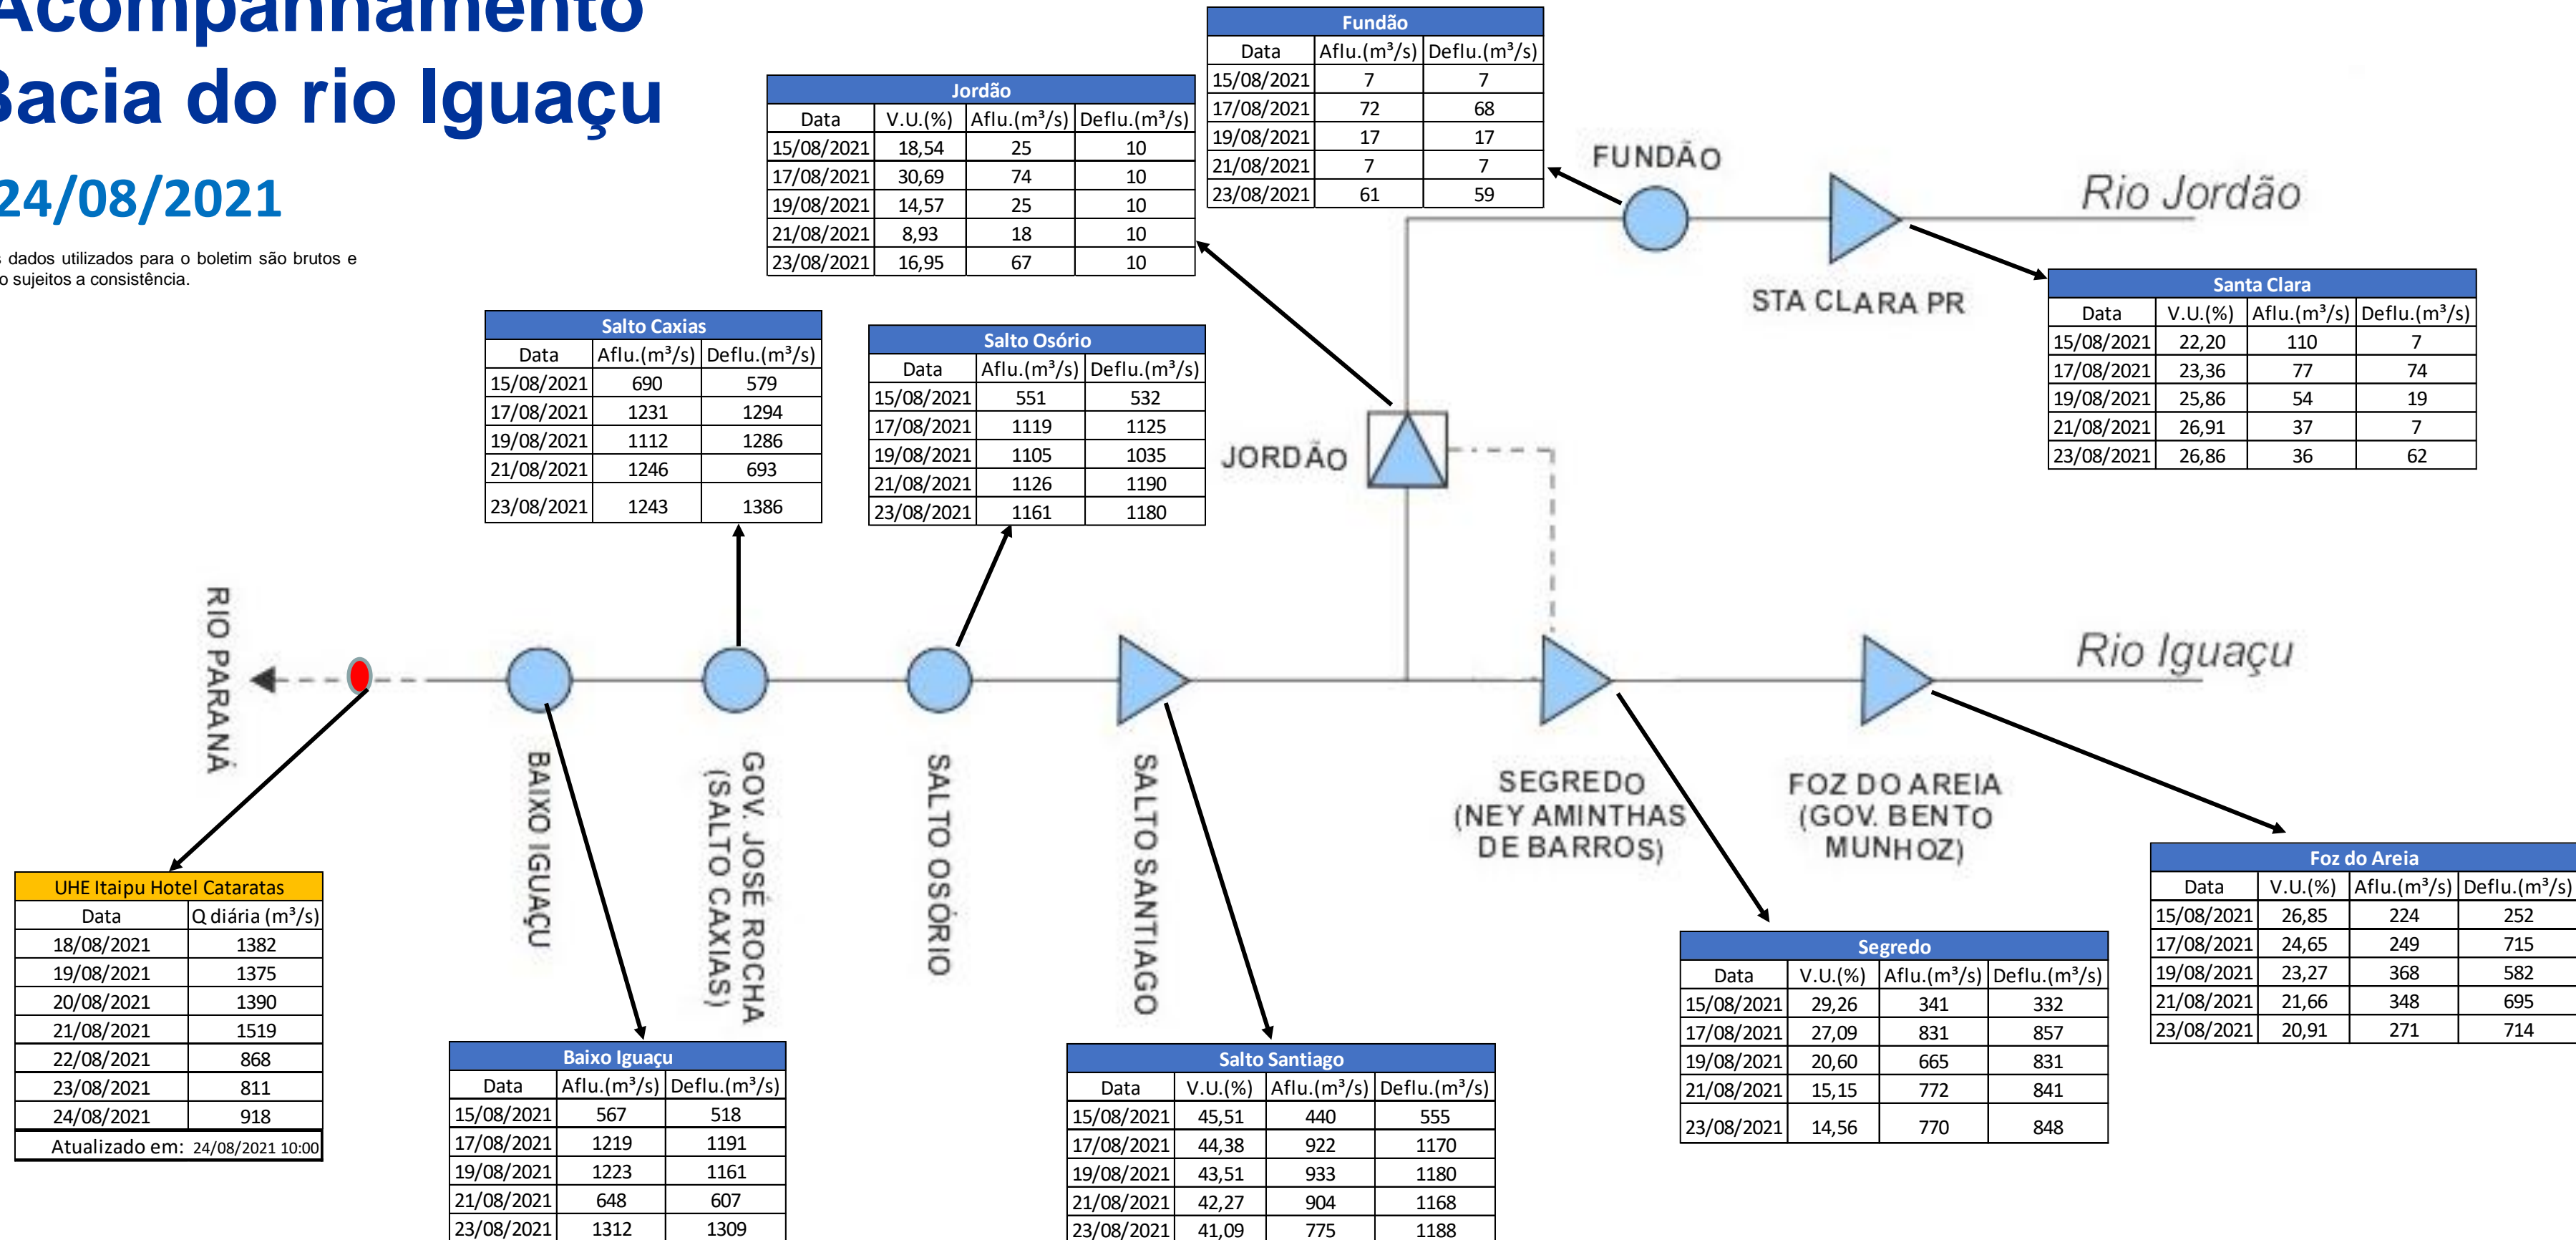 Acompanhamento
Bacia do rio Iguaçu
24/08/2021
dados utilizados para o boletim são brutos e
sujeitos a consistência.
Fundão
Data Aflu.(m³/s) Deflu.(m³/s)
15/08/2021 7 7
17/08/2021 72 68
19/08/2021 17 17
21/08/2021 7 7
23/08/2021 61 59
Jordão
Data V.U.(%) Aflu.(m³/s) Deflu.(m³/s)
15/08/2021 18,54 25 10
17/08/2021 30,69 74 10
19/08/2021 14,57 25 10
21/08/2021 8,93 18 10
23/08/2021 16,95 67 10
FUNDÃO
Rio Jordão
STA CLARA PR
Santa Clara
Data V.U.(%) Aflu.(m³/s) Deflu.(m³/s)
15/08/2021 22,20 110 7
17/08/2021 23,36 77 74
19/08/2021 25,86 54 19
21/08/2021 26,91 37 7
23/08/2021 26,86 36 62
Salto Caxias
Data Aflu.(m³/s) Deflu.(m³/s)
15/08/2021 690 579
17/08/2021 1231 1294
19/08/2021 1112 1286
21/08/2021 1246 693
23/08/2021 1243 1386
Salto Osório
Data Aflu.(m³/s) Deflu.(m³/s)
15/08/2021 551 532
17/08/2021 1119 1125
19/08/2021 1105 1035
21/08/2021 1126 1190
23/08/2021 1161 1180
JORDÃO
RIO PARANÁ
Rio Iguaçu
BAIXO IGUAÇU
GOV. JOSÉ ROCHA
(SALTO CAXIAS)
SALTO OSÓRIO
SALTO SANTIAGO
SEGREDO
(NEY AMINTHAS
DE BARROS)
FOZ DO AREIA
(GOV. BENTO
MUNHOZ)
UHE Itaipu Hotel Cataratas
Data Q diária (m³/s)
18/08/2021 1382
19/08/2021 1375
20/08/2021 1390
21/08/2021 1519
22/08/2021 868
23/08/2021 811
24/08/2021 918
Atualizado em: 24/08/2021 10:00
Baixo Iguaçu
Data Aflu.(m³/s) Deflu.(m³/s)
15/08/2021 567 518
17/08/2021 1219 1191
19/08/2021 1223 1161
21/08/2021 648 607
23/08/2021 1312 1309
Salto Santiago
Data V.U.(%) Aflu.(m³/s) Deflu.(m³/s)
15/08/2021 45,51 440 555
17/08/2021 44,38 922 1170
19/08/2021 43,51 933 1180
21/08/2021 42,27 904 1168
23/08/2021 41,09 775 1188
Segredo
Data V.U.(%) Aflu.(m³/s) Deflu.(m³/s)
15/08/2021 29,26 341 332
17/08/2021 27,09 831 857
19/08/2021 20,60 665 831
21/08/2021 15,15 772 841
23/08/2021 14,56 770 848
Foz do Areia
Data V.U.(%) Aflu.(m³/s) Deflu.(m³/s)
15/08/2021 26,85 224 252
17/08/2021 24,65 249 715
19/08/2021 23,27 368 582
21/08/2021 21,66 348 695
23/08/2021 20,91 271 714